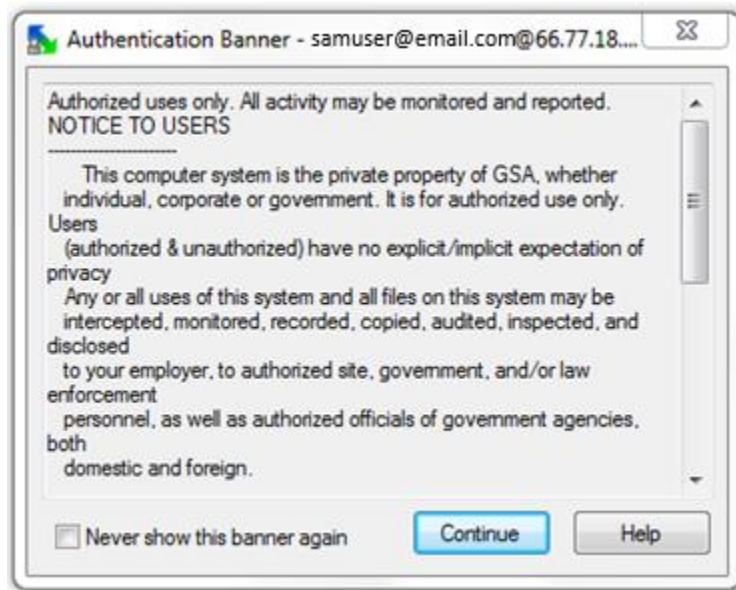 Authentication Banner - samuser@email.com@66.77.18....
Authorized uses only. All activity may be monitored and reported.
NOTICE TO USERS
----------------------
This computer system is the private property of GSA, whether
individual, corporate or government. It is for authorized use only.
Users
(authorized & unauthorized) have no explicit/implicit expectation of
privacy
Any or all uses of this system and all files on this system may be
intercepted, monitored, recorded, copied, audited, inspected, and
disclosed
to your employer, to authorized site, government, and/or law
enforcement
personnel, as well as authorized officials of government agencies,
both
domestic and foreign.
Never show this banner again
Continue
Help